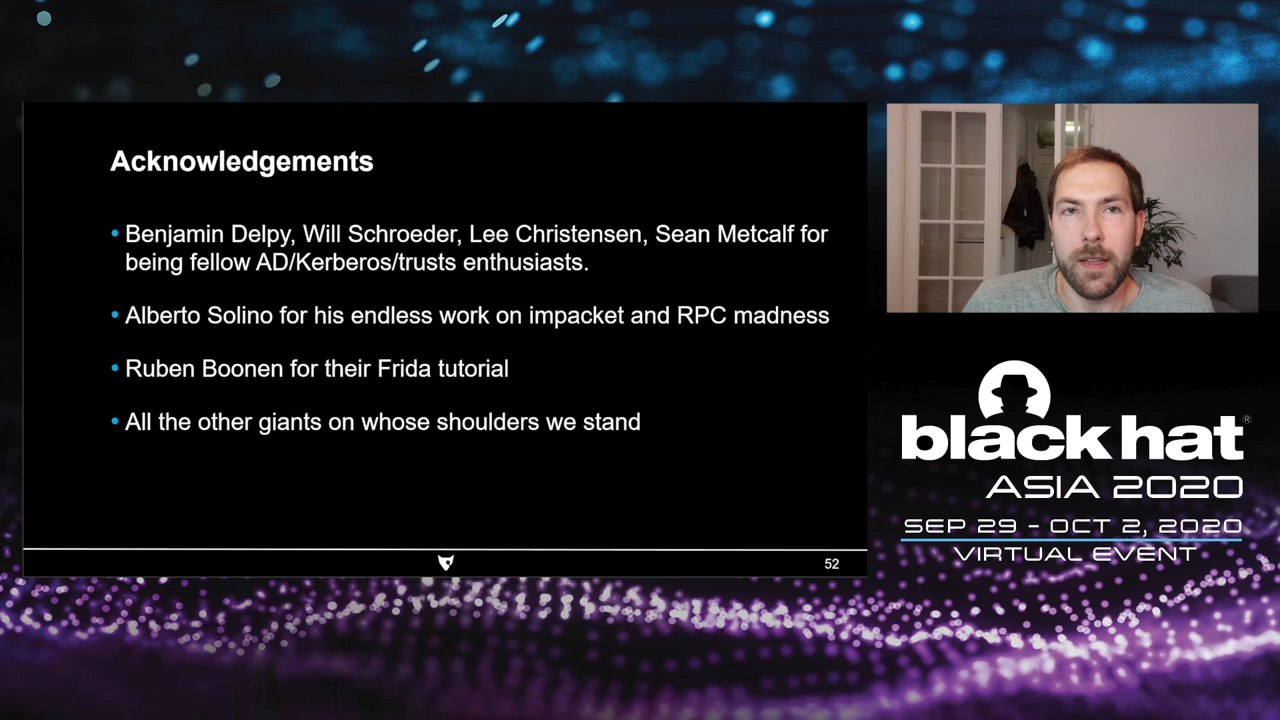 Acknowledgements
• Benjamin Delpy, Will Schroeder, Lee Christensen, Sean Metcalf for
being fellow AD/Kerberos/trusts enthusiasts.
• Alberto Solino for his endless work on impacket and RPC madness
• Ruben Boonen for their Frida tutorial
• All the other giants on whose shoulders we stand
52
black hat®
ASIA 2020
SEP 29 - OCT 2, 2020
VIRTUAL EVENT